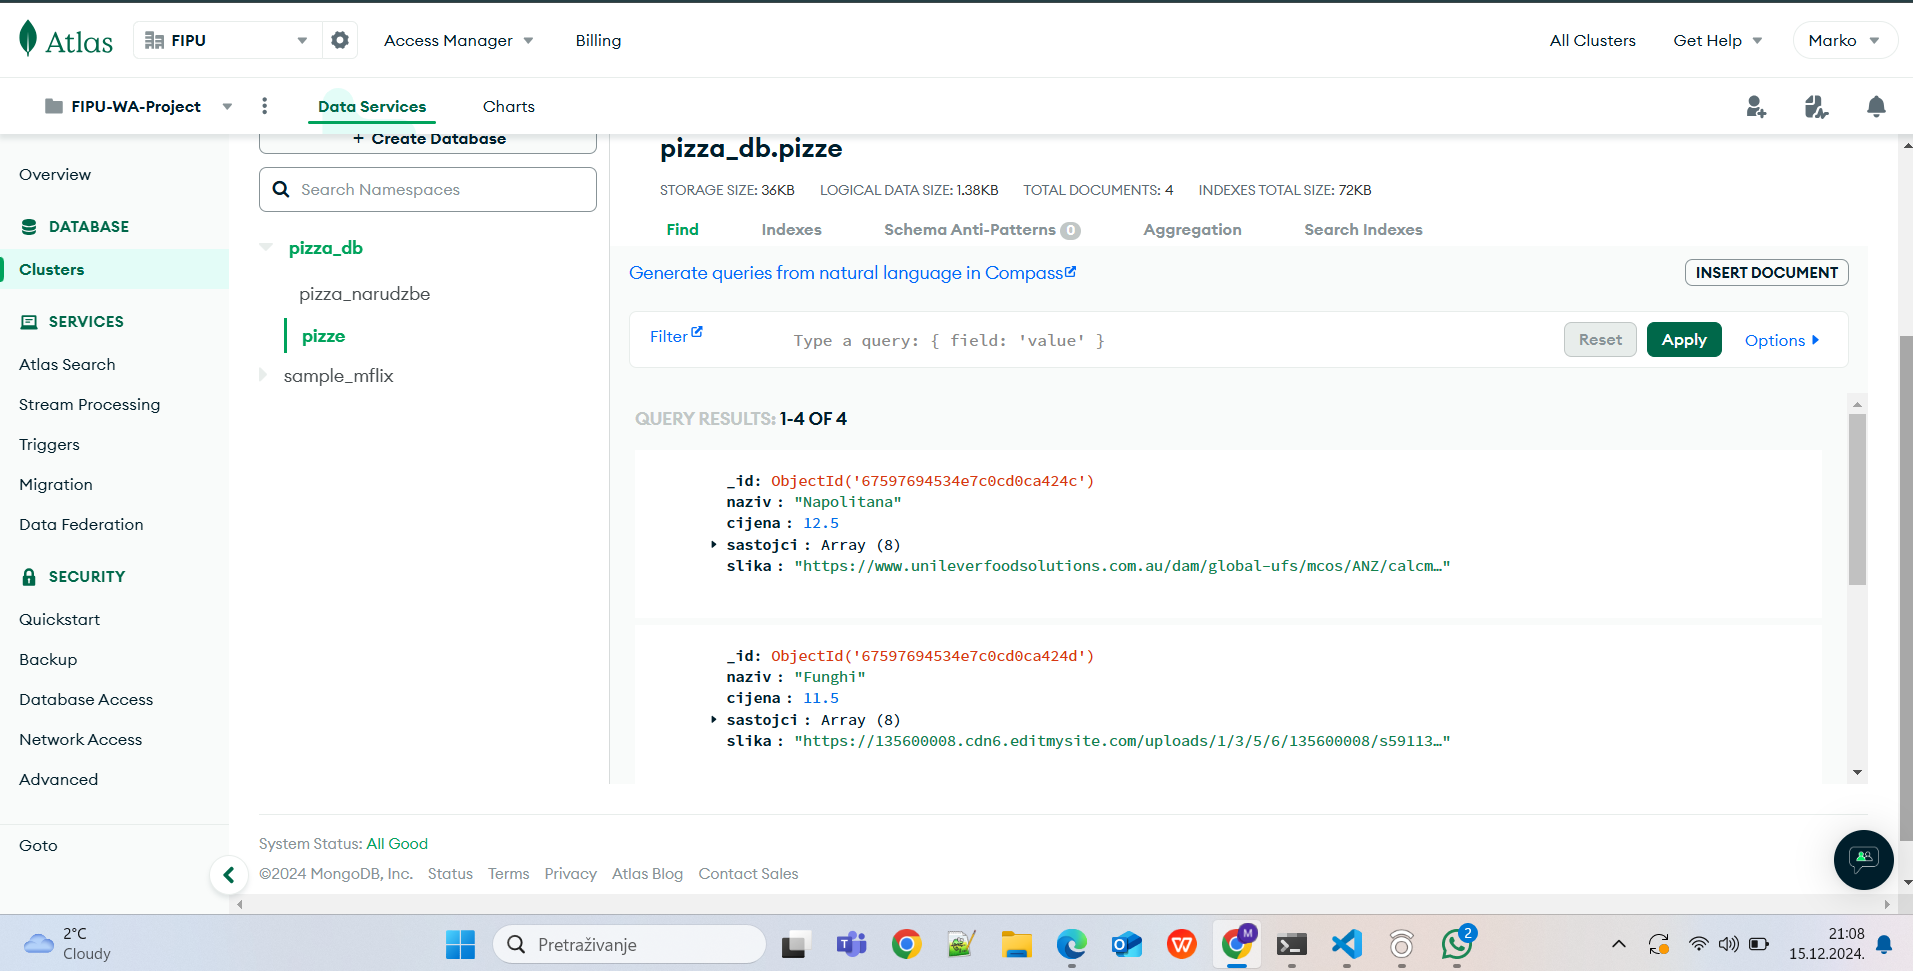 Atlas
FIPU
Access Manager
Billing
All Clusters
Get Help
Marko
FIPU-WA-Project
Data Services
Charts
Overview
DATABASE
Clusters
SERVICES
Atlas Search
Stream Processing
Triggers
Migration
Data Federation
SECURITY
Quickstart
Backup
Database Access
Network Access
Advanced
Goto
+ Create Database
Search Namespaces
pizza_db
pizza_narudzbe
pizze
sample_mflix
pizza_db.pizze
STORAGE SIZE: 36KB LOGICAL DATA SIZE: 1.38KB TOTAL DOCUMENTS: 4 INDEXES TOTAL SIZE: 72KB
Find Indexes Schema Anti-Patterns 0 Aggregation Search Indexes
Generate queries from natural language in Compass
INSERT DOCUMENT
Filter
Type a query: { field: 'value' }
Reset
Apply
Options
QUERY RESULTS: 1-4 OF 4
_id: ObjectId('67597694534e7c0cd0ca424c')
naziv : "Napolitana"
cijena : 12.5
sastojci : Array (8)
slika : "https://www.unileverfoodsolutions.com.au/dam/global-ufs/mcos/ANZ/calcm…"
_id: ObjectId('67597694534e7c0cd0ca424d')
naziv : "Funghi"
cijena : 11.5
sastojci : Array (8)
slika : "https://135600008.cdn6.editmysite.com/uploads/1/3/5/6/135600008/s59113…"
System Status: All Good
©2024 MongoDB, Inc. Status Terms Privacy Atlas Blog Contact Sales
2°C
Cloudy
Pretraživanje
M
2
21:08
15.12.2024.